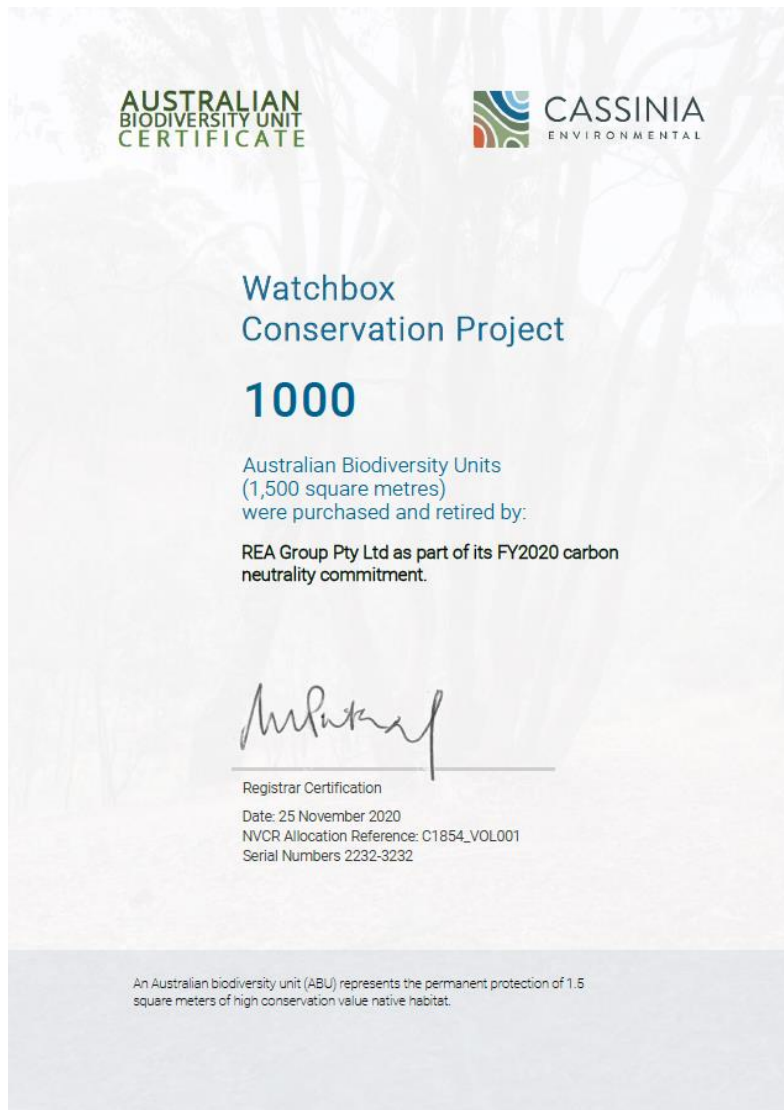 AUSTRALIAN
BIODIVERSITY UNIT
CERTIFICATE
CASSINIA
ENVIRONMENTAL
Watchbox
Conservation Project
1000
Australian Biodiversity Units
(1,500 square metres)
were purchased and retired by:
REA Group Pty Ltd as part of its FY2020 carbon
neutrality commitment.
Registrar Certification
Date: 25 November 2020
NVCR Allocation Reference: C1854_VOL001
Serial Numbers 2232-3232
An Australian biodiversity unit (ABU) represents the permanent protection of 1.5
square meters of high conservation value native habitat.